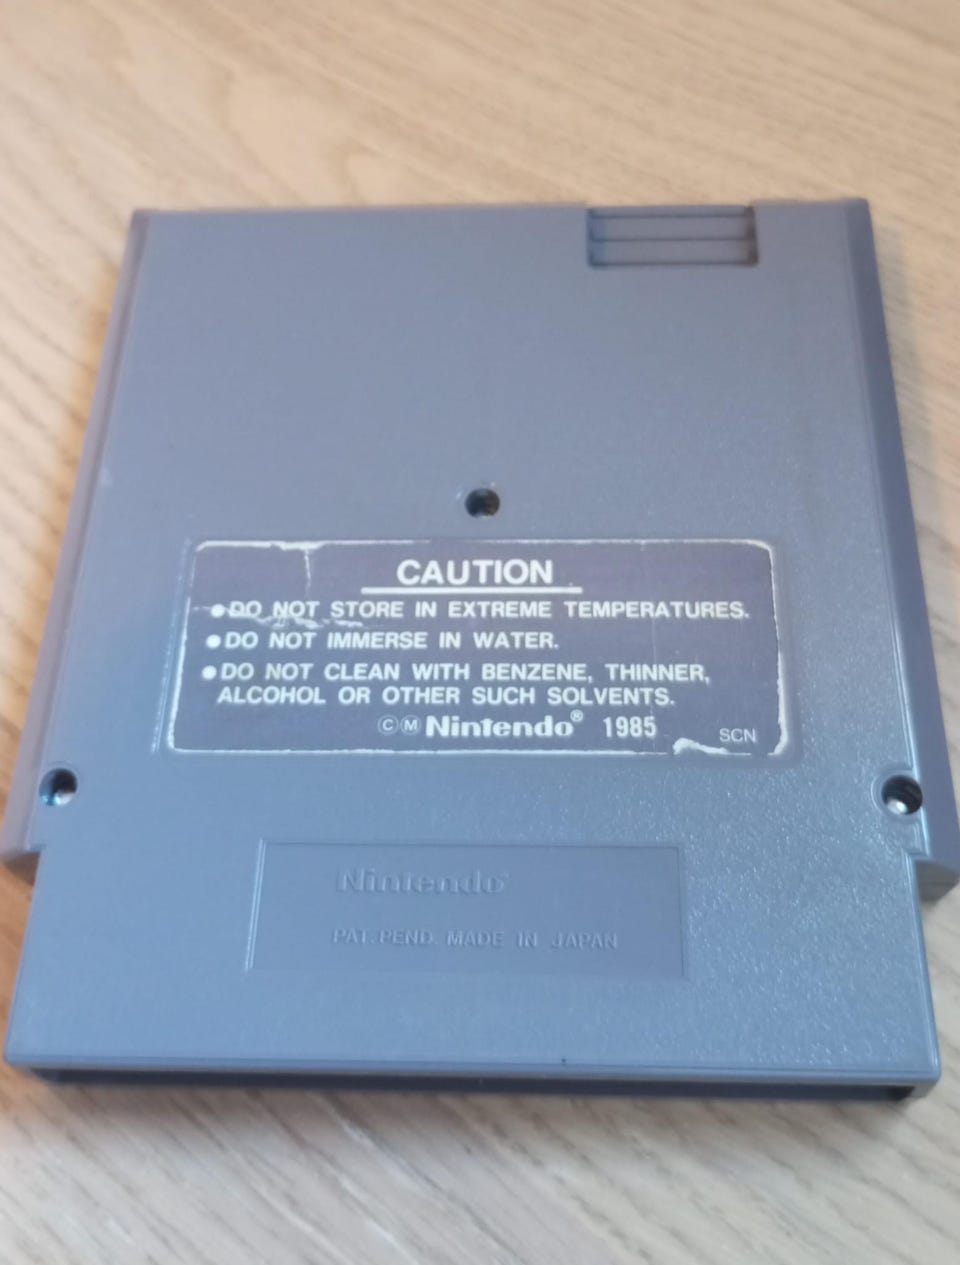 CAUTION
●DO NOT STORE IN EXTREME TEMPERATURES.
●DO NOT IMMERSE IN WATER.
●DO NOT CLEAN WITH BENZENE, THINNER,
ALCOHOL OR OTHER SUCH SOLVENTS.
©Ⓜ Nintendo® 1985 SCN
Nintendo®
PAT. PEND. MADE IN JAPAN